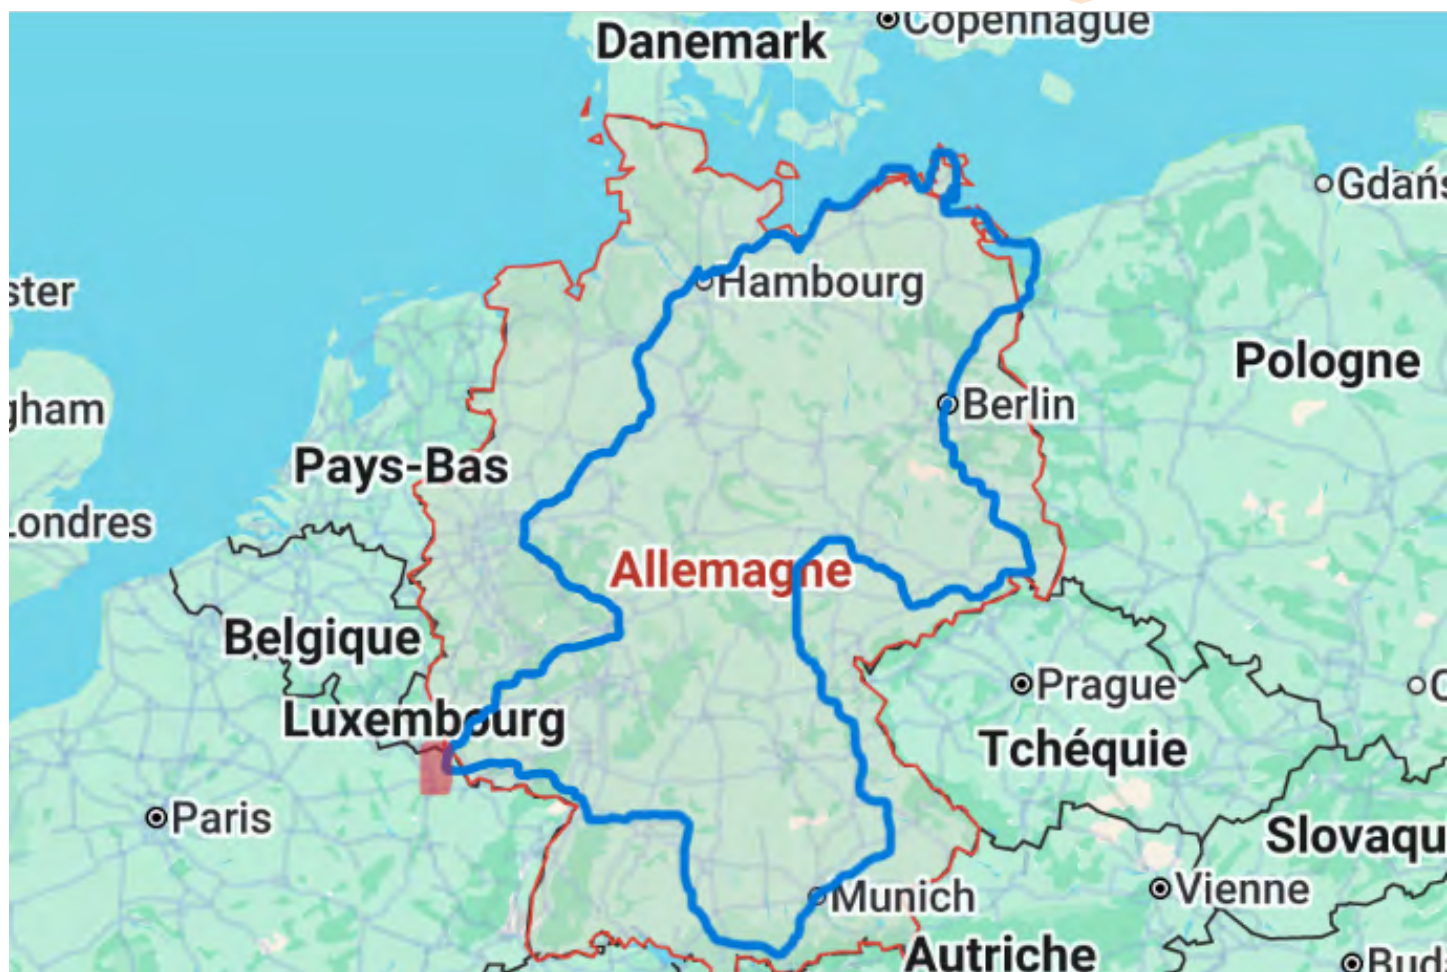 Copenhague
Danemark
Gdańs
Hambourg
ster
Pologne
gham
Berlin
Pays-Bas
Londres
Allemagne
Belgique
Prague
C
Luxembourg
Tchéquie
Paris
Slovaqu
Vienne
Munich
Autriche
Bud